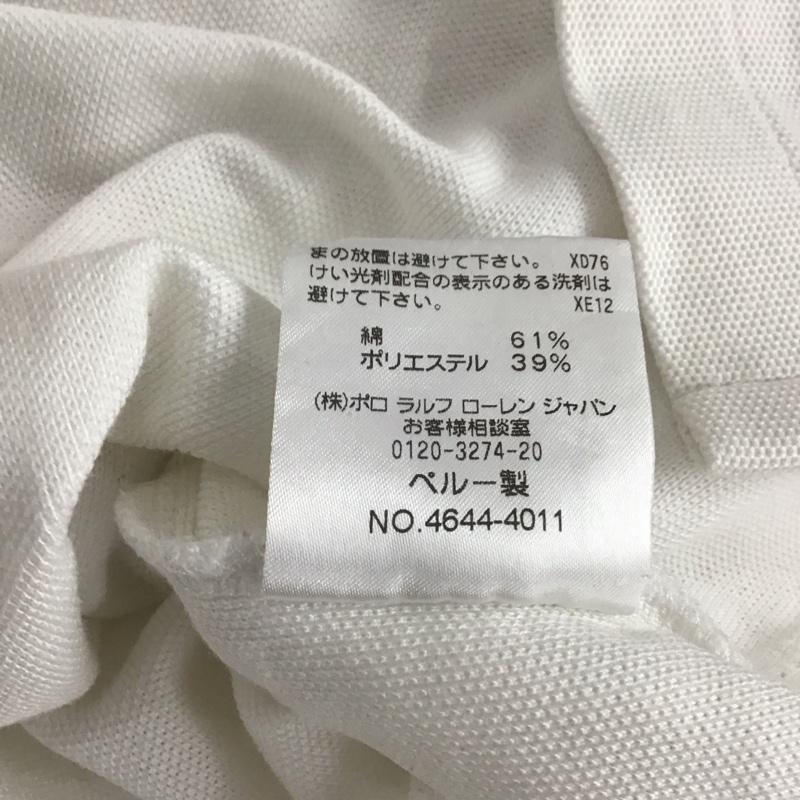 まの放置は避けて下さい。 XD76
けい光剤配合の表示のある洗剤は
避けて下さい。 XE12
綿 61%
ポリエステル 39%
(株)ポロ ラルフ ローレン ジャパン
お客様相談室
0120-3274-20
ペルー製
NO.4644-4011